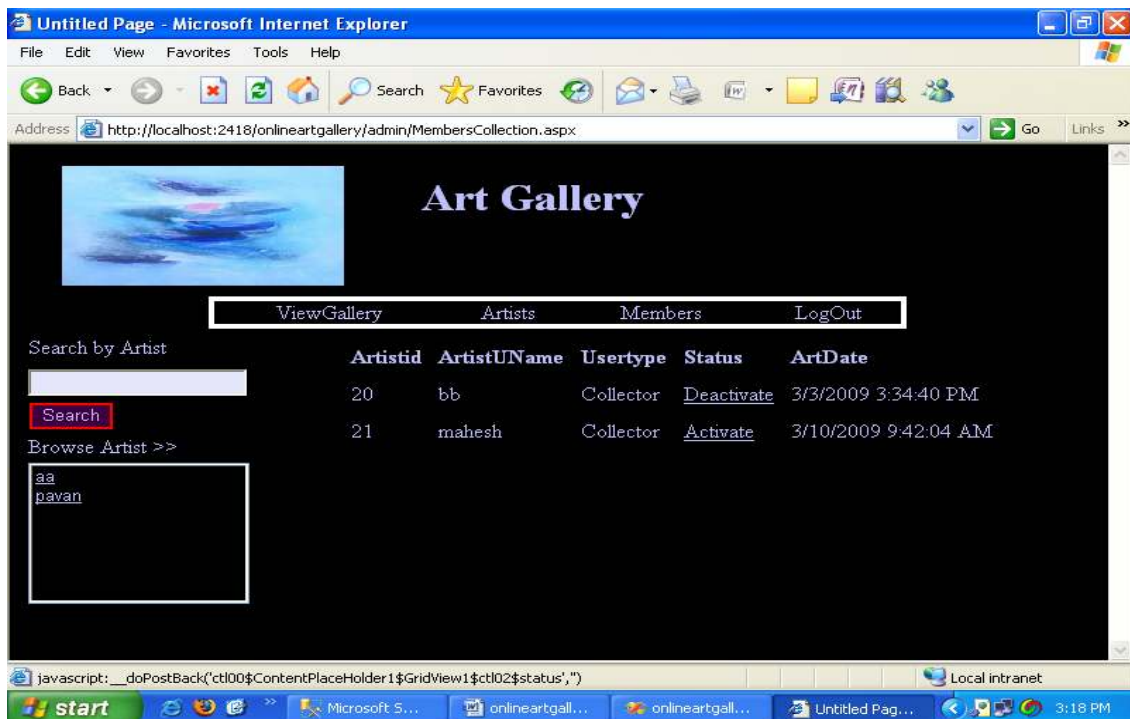 Untitled Page - Microsoft Internet Explorer
File Edit View Favorites Tools Help
Back Search Favorites
Address http://localhost:2418/onlineartgallery/admin/MembersCollection.aspx Go Links »
Art Gallery
ViewGallery Artists Members LogOut
Search by Artist
Search
Browse Artist >>
aa
pavan
Artistid ArtistUName Usertype Status ArtDate
20 bb Collector Deactivate 3/3/2009 3:34:40 PM
21 mahesh Collector Activate 3/10/2009 9:42:04 AM
javascript:__doPostBack('ctl00$ContentPlaceHolder1$GridView1$ctl02$status','') Local intranet
start » Microsoft S... onlineartgall... onlineartgall... Untitled Pag... 3:18 PM